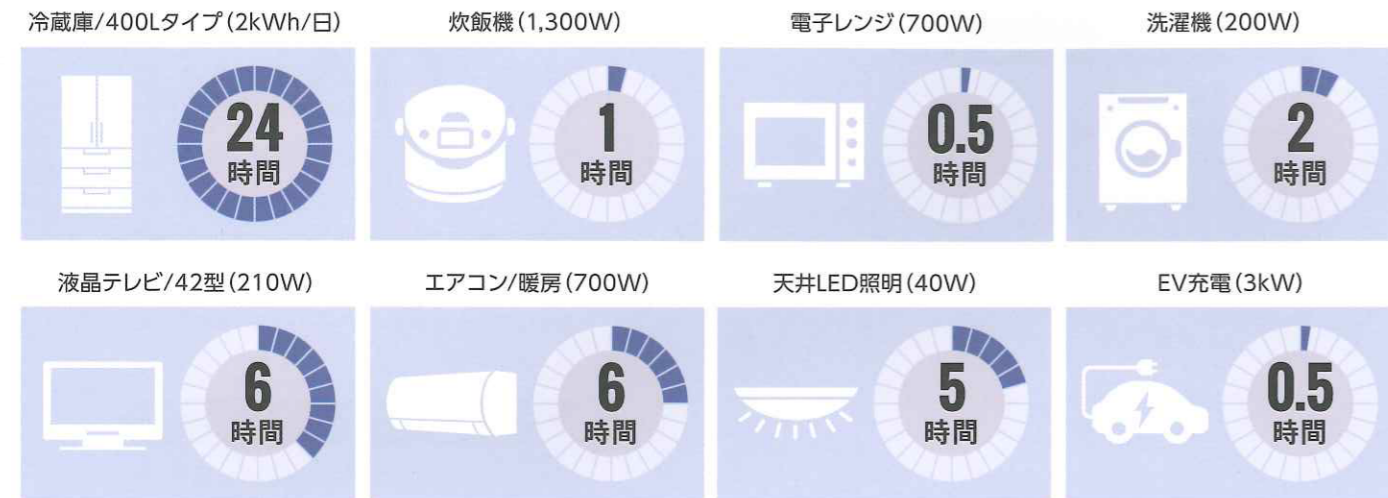 冷蔵庫/400Lタイプ(2kWh/日)
24
時間
炊飯機(1,300W)
1
時間
電子レンジ(700W)
0.5
時間
洗濯機(200W)
2
時間
液晶テレビ/42型(210W)
6
時間
エアコン/暖房(700W)
6
時間
天井LED照明(40W)
5
時間
EV充電(3kW)
0.5
時間